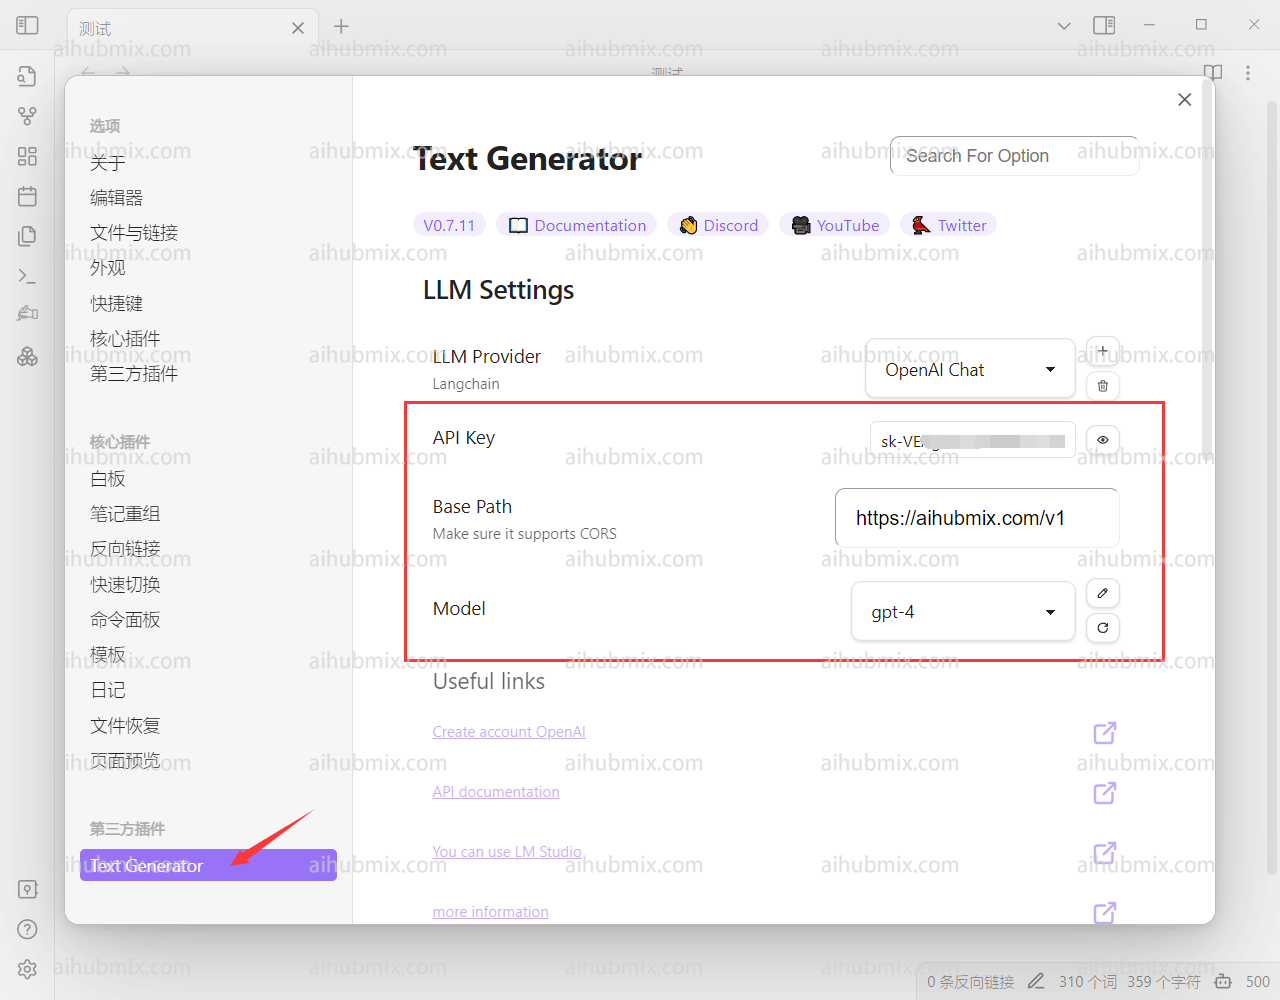 测试
测试
选项
关于
编辑器
文件与链接
外观
快捷键
核心插件
第三方插件
核心插件
白板
笔记重组
反向链接
快速切换
命令面板
模板
日记
文件恢复
页面预览
第三方插件
Text Generator
Text Generator
Search For Option
V0.7.11
Documentation
Discord
YouTube
Twitter
LLM Settings
LLM Provider
Langchain
OpenAI Chat
API Key
sk-VE
Base Path
Make sure it supports CORS
https://aihubmix.com/v1
Model
gpt-4
Useful links
Create account OpenAI
API documentation
You can use LM Studio
more information
0 条反向链接 310 个词 359 个字符 500
aihubmix.com